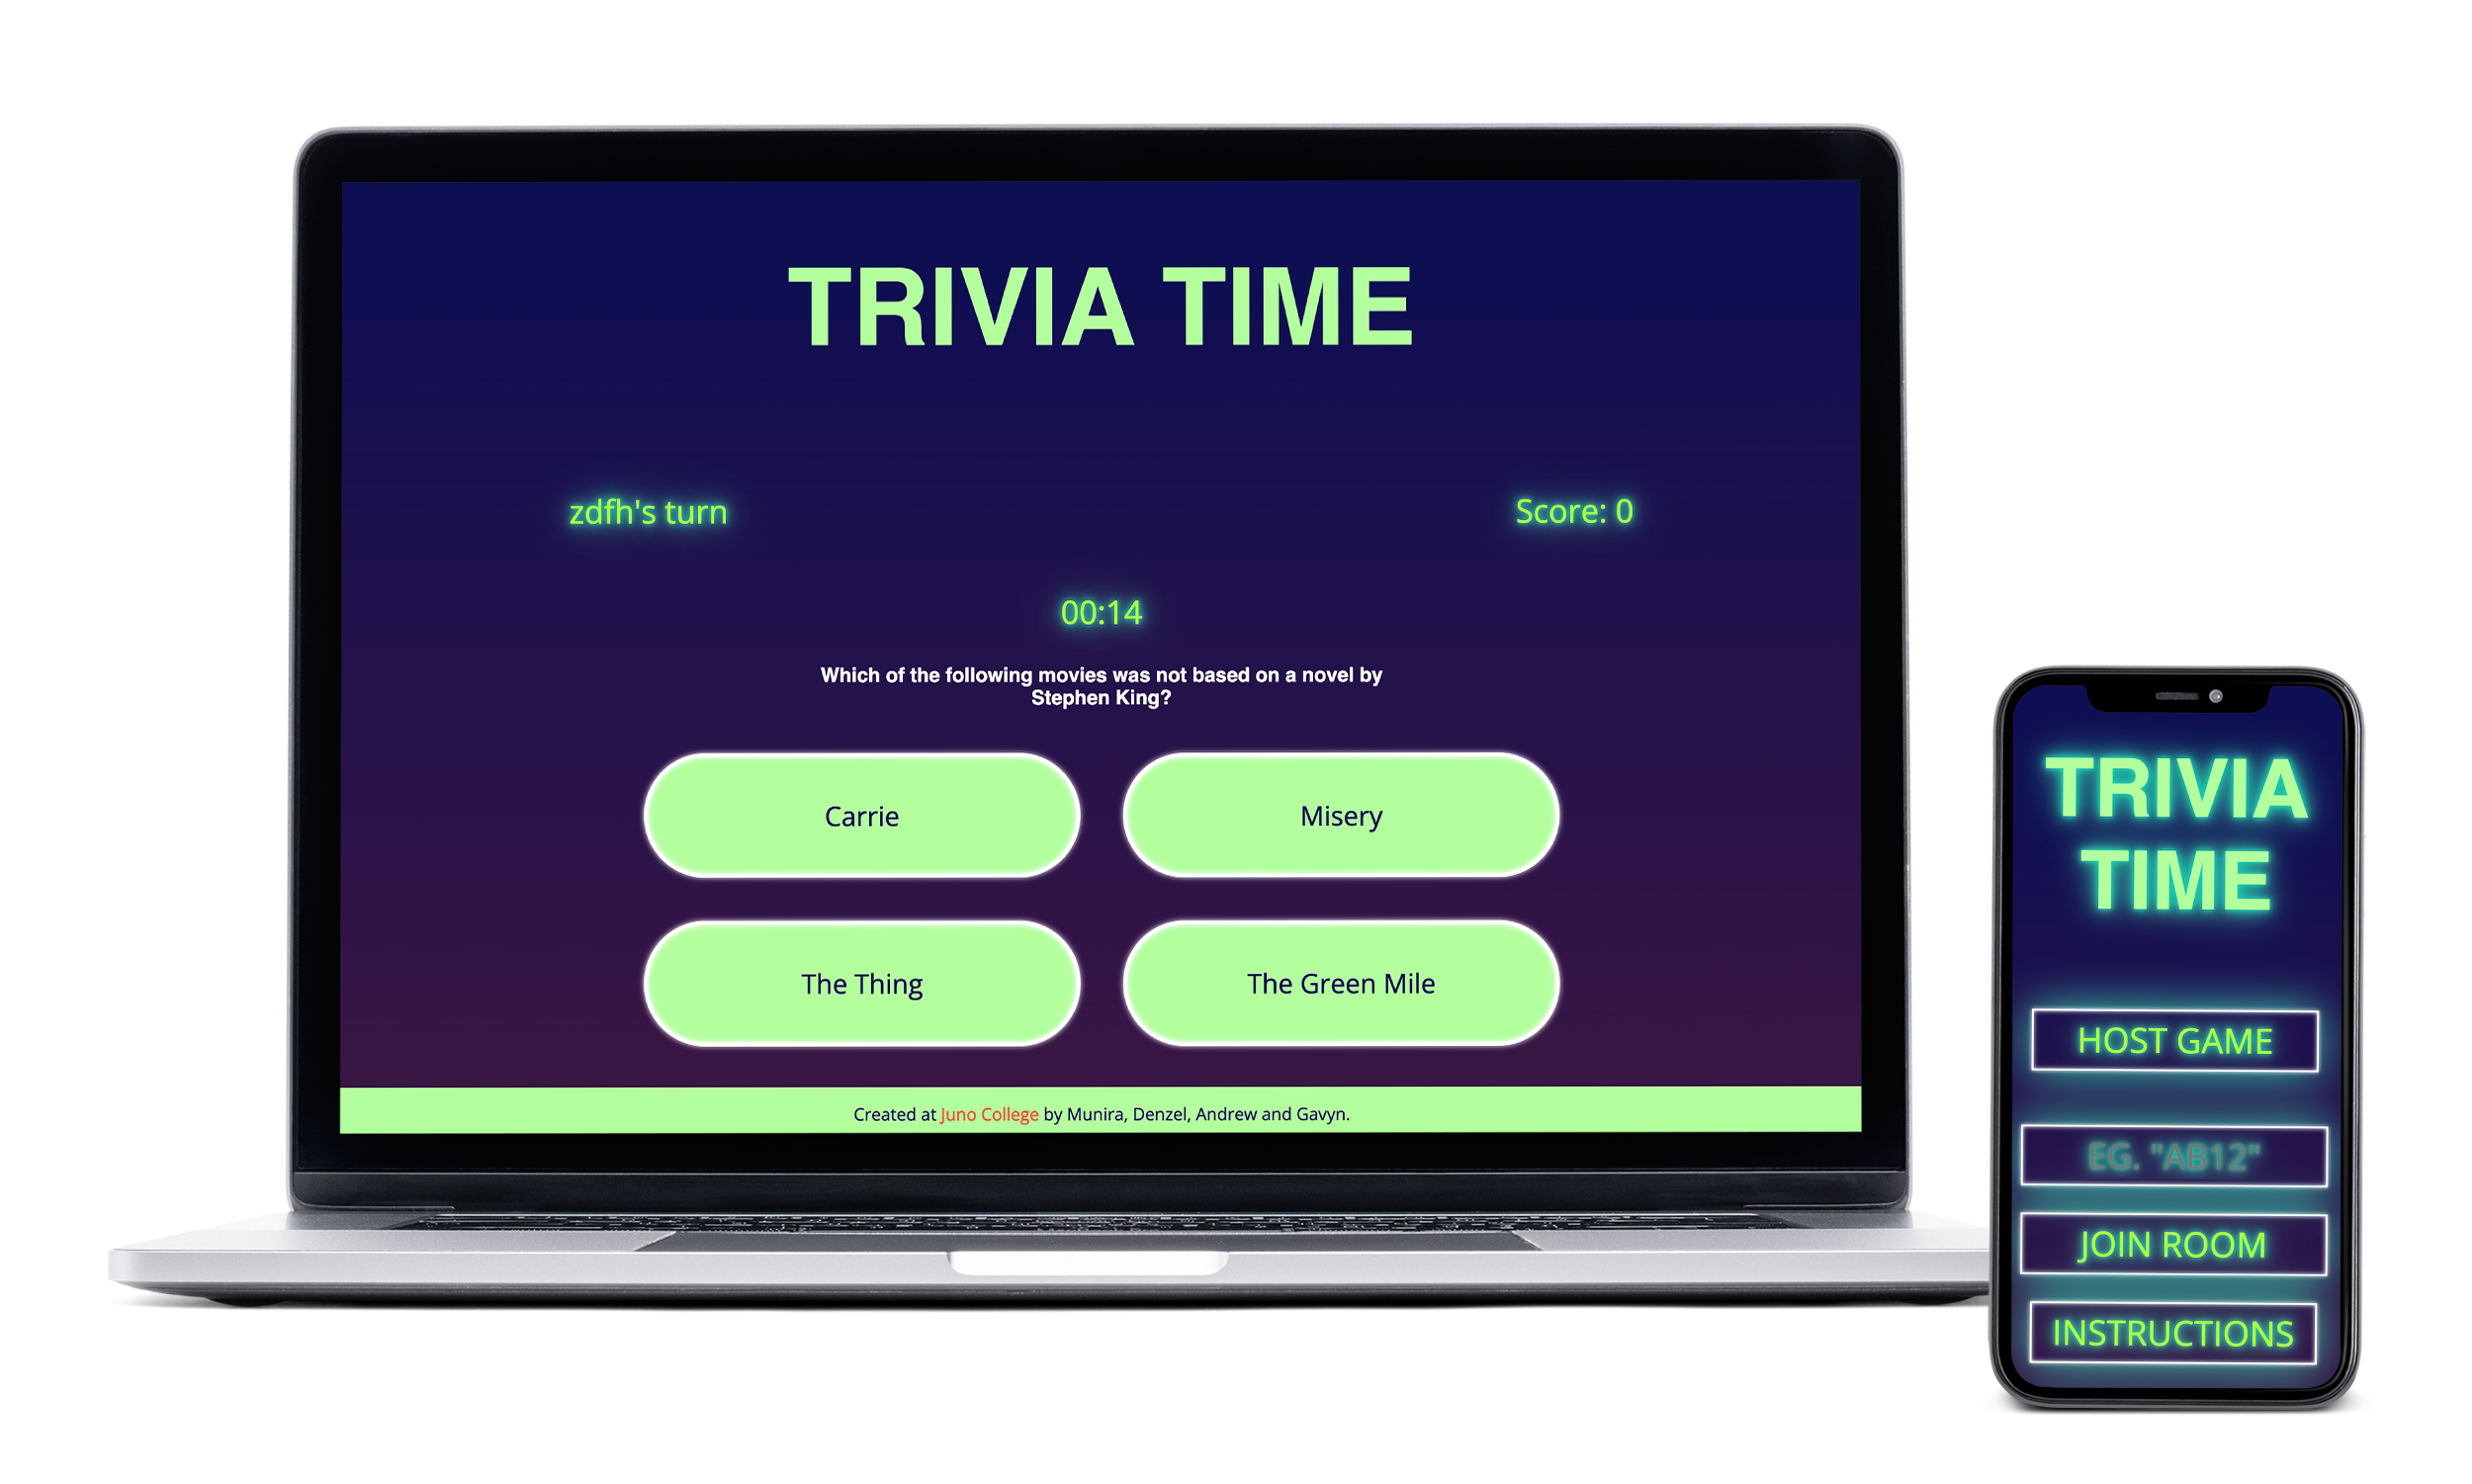 TRIVIA TIME
zdfh's turn
Score: 0
00:14
Which of the following movies was not based on a novel by
Stephen King?
Carrie
Misery
The Thing
The Green Mile
Created at Juno College by Munira, Denzel, Andrew and Gavyn.
TRIVIA
TIME
HOST GAME
EG. "AB12"
JOIN ROOM
INSTRUCTIONS